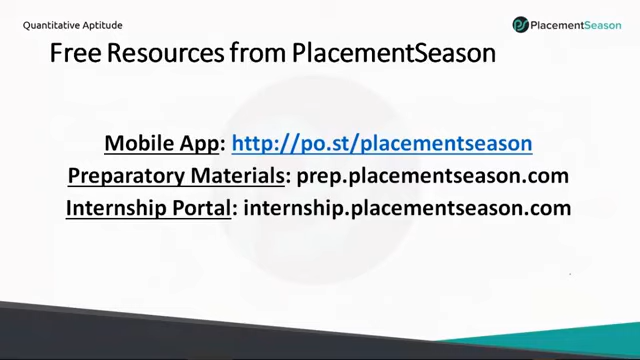 Quantitative Aptitude
PlacementSeason
Free Resources from PlacementSeason
Mobile App: http://po.st/placementseason
Preparatory Materials: prep.placementseason.com
Internship Portal: internship.placementseason.com